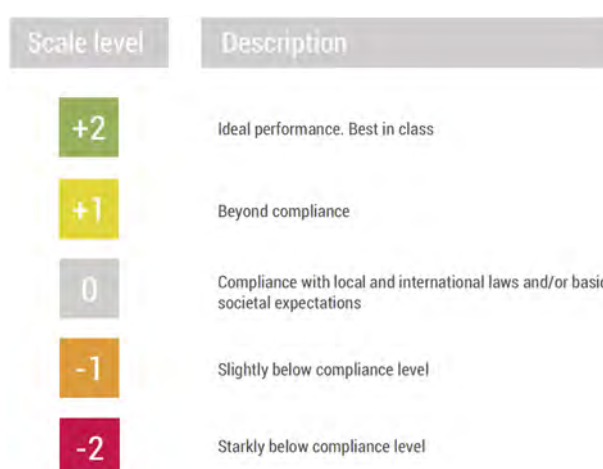 Scale level Description
+2 Ideal performance. Best in class
+1 Beyond compliance
0 Compliance with local and international laws and/or basic
societal expectations
-1 Slightly below compliance level
-2 Starkly below compliance level